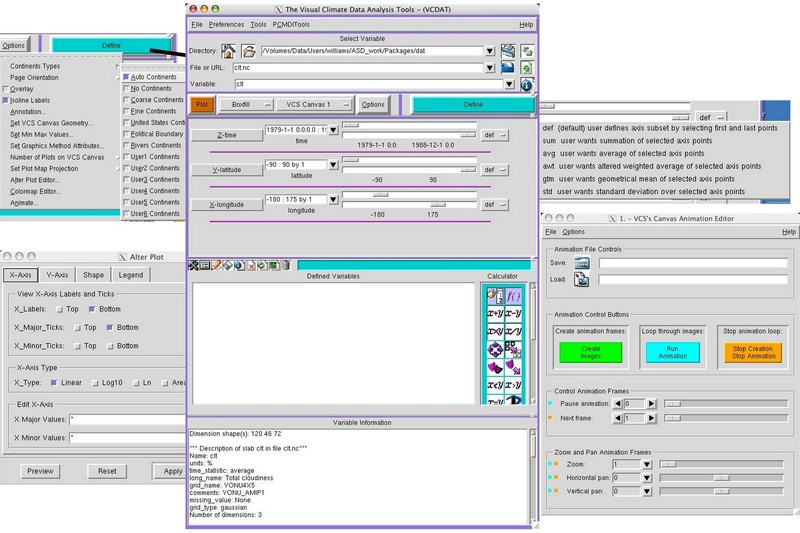 The Visual Climate Data Analysis Tools - (VCDAT)
File Preferences Tools PCMDITools Help
Select Variable
Directory: /Volumes/Data/Users/williams/ASD_work/Packages/dat
File or URL: clt.nc
Variable: clt
Plot Boxfill VCS Canvas 1 Options Define
Z-time 1979-1-1 0:0:0.0 : 1 def
time 1979-1-1 0:0: 1988-12-1 0:0
Y-latitude -90 : 90 by 1 def
latitude -90 90
X-longitude -180 : 175 by 1 def
longitude -180 175
Defined Variables Calculator
f()
x+y x-y
x*y x/y
x<y x>y
Variable Information
Dimension shape(s): 120 46 72
*** Description of slab clt in file clt.nc***
Name: clt
units: %
time_statistic: average
long_name: Total cloudiness
grid_name: YONU4X5
comments: YONU_AMIP1
missing_value: None
grid_type: gaussian
Number of dimensions: 3
Options Define
Continents Types
Page Orientation
Overlay
Isoline Labels
Annotation...
Set VCS Canvas Geometry...
Set Min Max Values...
Set Graphics Method Attributes...
Number of Plots on VCS Canvas
Set Plot Map Projection
Alter Plot Editor...
Colormap Editor...
Animate...
Auto Continents
No Continents
Coarse Continents
Fine Continents
United States Conti
Political Boundary
Rivers Continents
User1 Continents
User2 Continents
User3 Continents
User4 Continents
User5 Continents
User6 Continents
Alter Plot
X-Axis Y-Axis Shape Legend
View X-Axis Labels and Ticks
X_Labels: Top Bottom
X_Major_Ticks: Top Bottom
X_Minor_Ticks: Top Bottom
X-Axis Type
X_Type: Linear Log10 Ln Area
Edit X-Axis
X Major Values: *
X Minor Values: *
Preview Reset Apply
def
def (default) user defines axis subset by selecting first and last points
sum user wants summation of selected axis points
avg user wants average of selected axis points
awt user wants altered weighted average of selected axis points
gtm user wants geometrical mean of selected axis points
std user wants standard deviation over selected axis points
def
1. - VCS's Canvas Animation Editor
File Options Help
Animation File Controls
Save:
Load:
Animation Control Buttons
Create animation frames: Loop through images: Stop animation loop:
Create Images Run Animation Stop Creation Stop Animation
Control Animation Frames
Pause animation: 0
Next frame: 1
Zoom and Pan Animation Frames
Zoom: 1
Horizontal pan: 0
Vertical pan: 0